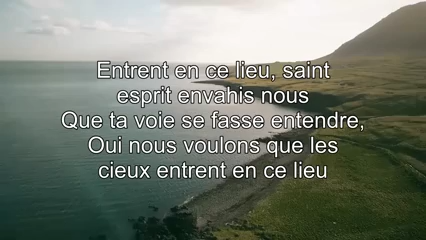 Entrent en ce lieu, saint
esprit envahis nous
Que ta voie se fasse entendre,
Oui nous voulons que les
cieux entrent en ce lieu